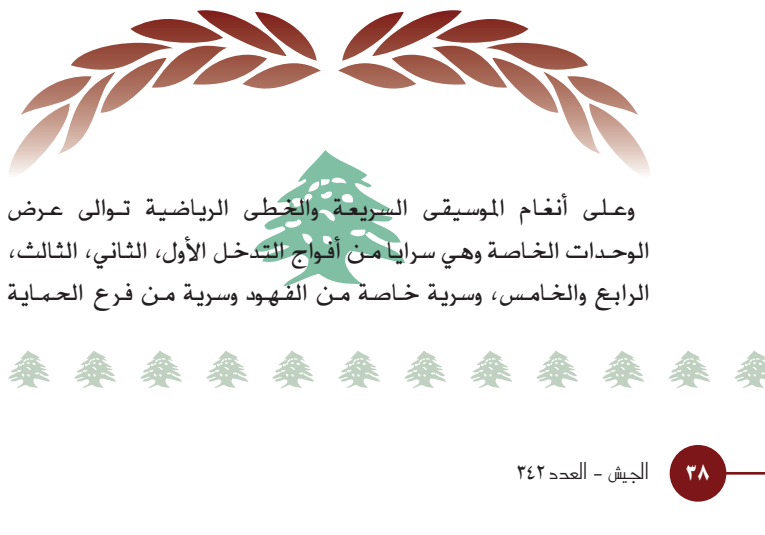 وعلى أنغام الموسيقى السريعة والخطى الرياضية توالى عرض
الوحدات الخاصة وهي سرايا من أفواج التدخل الأول، الثاني، الثالث،
الرابع والخامس، وسرية خاصة من الفهود وسرية من فرع الحماية
٣٨ الجيش - العدد ٣٤٢